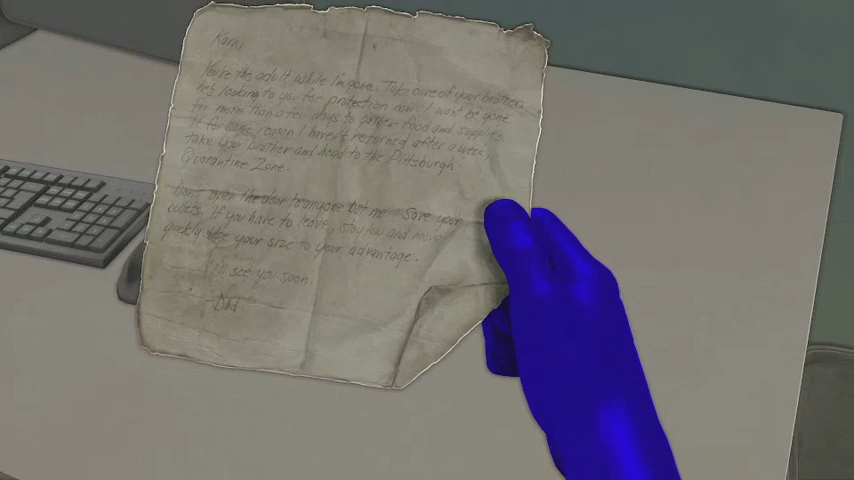 Karin,
You're the adult while I'm gone. Take care of your brother,
he's looking to you for protection now. I won't be gone
for more than a few days to gather food and supplies.
If for some reason I haven't returned after a week,
take your brother and head to the Pittsburgh
Quarantine Zone.
Don't open the door to anyone but me. Save your
bullets. If you have to leave, stay low and move
quickly. Use your size to your advantage.
I'll see you soon.
Dad